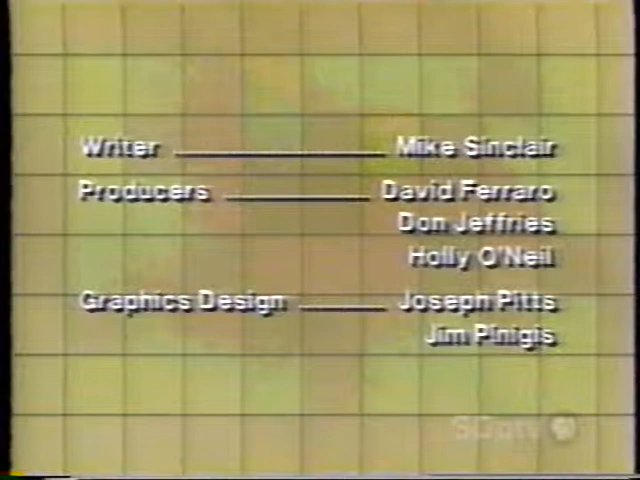 Writer Mike Sinclair
Producers David Ferraro
Don Jeffries
Holly O'Neil
Graphics Design Joseph Pitts
Jim Pinigis